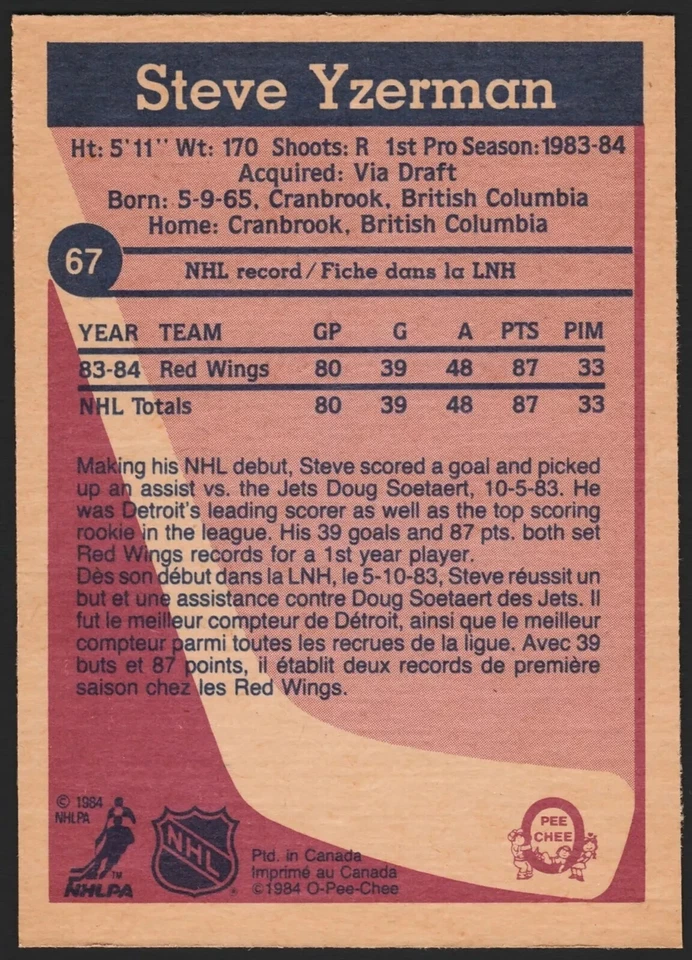 Steve Yzerman
Ht: 5'11" Wt: 170 Shoots: R 1st Pro Season: 1983-84
Acquired: Via Draft
Born: 5-9-65, Cranbrook, British Columbia
Home: Cranbrook, British Columbia
67
NHL record/Fiche dans la LNH
YEAR TEAM GP G A PTS PIM
83-84 Red Wings 80 39 48 87 33
NHL Totals 80 39 48 87 33
Making his NHL debut, Steve scored a goal and picked
up an assist vs. the Jets Doug Soetaert, 10-5-83. He
was Detroit's leading scorer as well as the top scoring
rookie in the league. His 39 goals and 87 pts. both set
Red Wings records for a 1st year player.
Dès son début dans la LNH, le 5-10-83, Steve réussit un
but et une assistance contre Doug Soetaert des Jets. Il
fut le meilleur compteur de Détroit, ainsi que le meilleur
compteur parmi toutes les recrues de la ligue. Avec 39
buts et 87 points, il établit deux records de première
saison chez les Red Wings.
© 1984
NHLPA
TM
NHLPA
NHL
Ptd. in Canada
Imprimé au Canada
©1984 O-Pee-Chee
PEE
CHEE